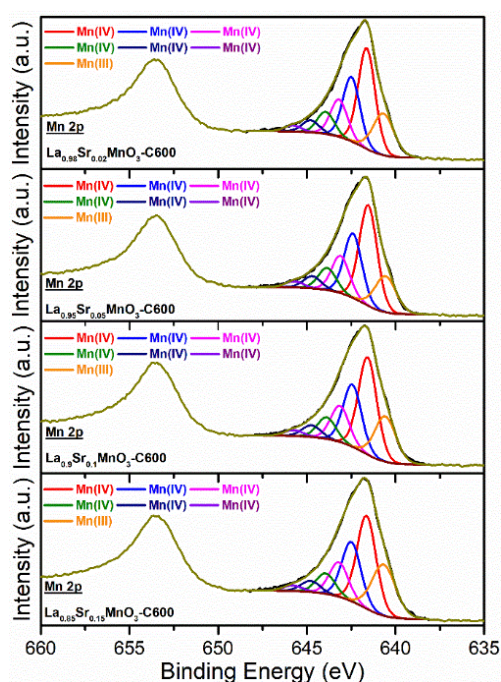 Intensity (a.u.)
Mn(IV) Mn(IV) Mn(IV)
Mn(IV) Mn(IV) Mn(IV)
Mn(III)
Mn 2p
La0.98Sr0.02MnO3-C600
Intensity (a.u.)
Mn(IV) Mn(IV) Mn(IV)
Mn(IV) Mn(IV) Mn(IV)
Mn(III)
Mn 2p
La0.95Sr0.05MnO3-C600
Intensity (a.u.)
Mn(IV) Mn(IV) Mn(IV)
Mn(IV) Mn(IV) Mn(IV)
Mn(III)
Mn 2p
La0.9Sr0.1MnO3-C600
Intensity (a.u.)
Mn(IV) Mn(IV) Mn(IV)
Mn(IV) Mn(IV) Mn(IV)
Mn(III)
Mn 2p
La0.85Sr0.15MnO3-C600
660 655 650 645 640 635
Binding Energy (eV)